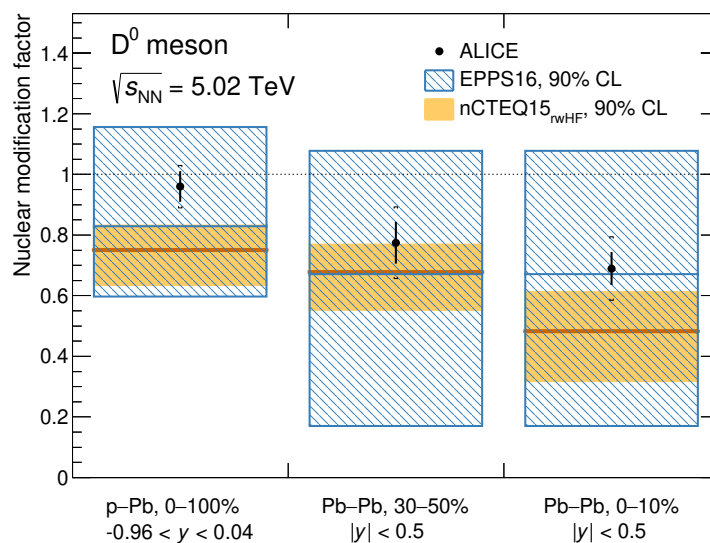 D⁰ meson
√s_NN = 5.02 TeV
ALICE
EPPS16, 90% CL
nCTEQ15_rwHF, 90% CL
Nuclear modification factor
1.4
1.2
1
0.8
0.6
0.4
0.2
0
p–Pb, 0–100%
-0.96 < y < 0.04
Pb–Pb, 30–50%
|y| < 0.5
Pb–Pb, 0–10%
|y| < 0.5